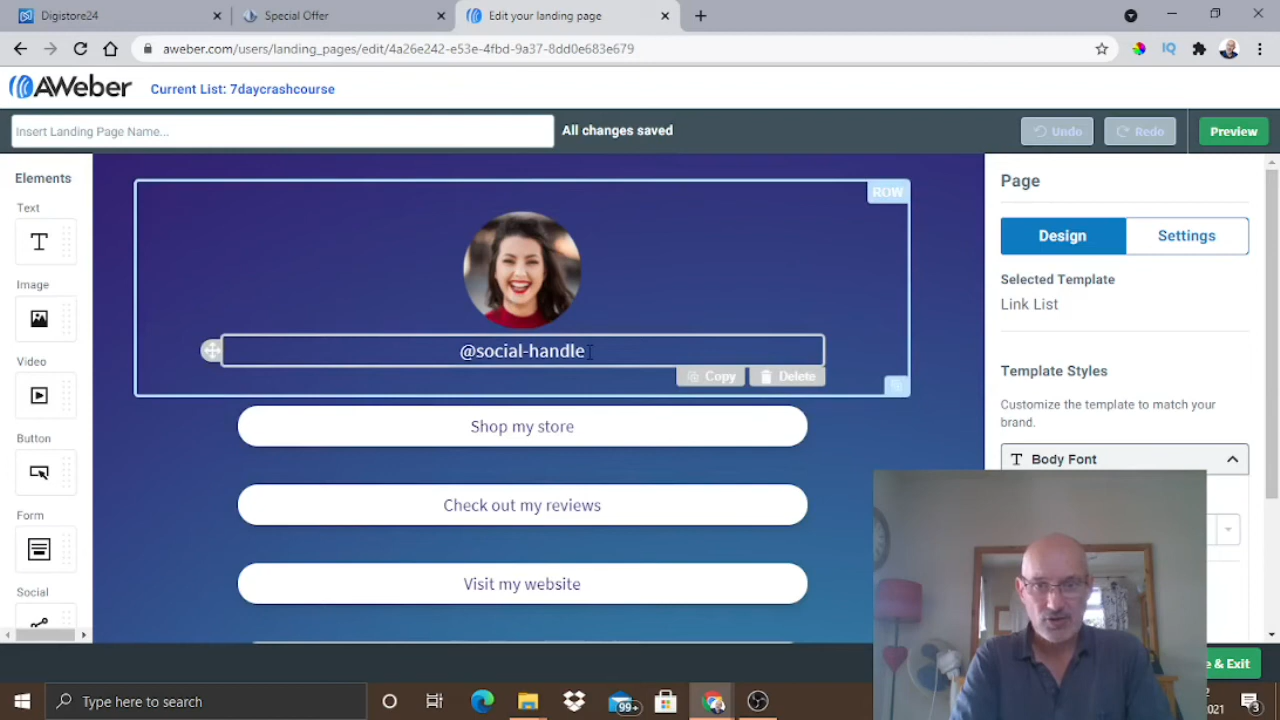 Digistore24
Special Offer
Edit your landing page
aweber.com/users/landing_pages/edit/4a26e242-e53e-4fbd-9a37-8dd0e683e679
IQ
AWeber
Current List: 7daycrashcourse
Insert Landing Page Name...
All changes saved
Undo
Redo
Preview
Elements
Text
T
Image
Video
Button
Form
Social
ROW
@social-handle
Copy
Delete
Shop my store
Check out my reviews
Visit my website
Page
Design
Settings
Selected Template
Link List
Template Styles
Customize the template to match your
brand.
T Body Font
& Exit
Type here to search
99+
2021
3